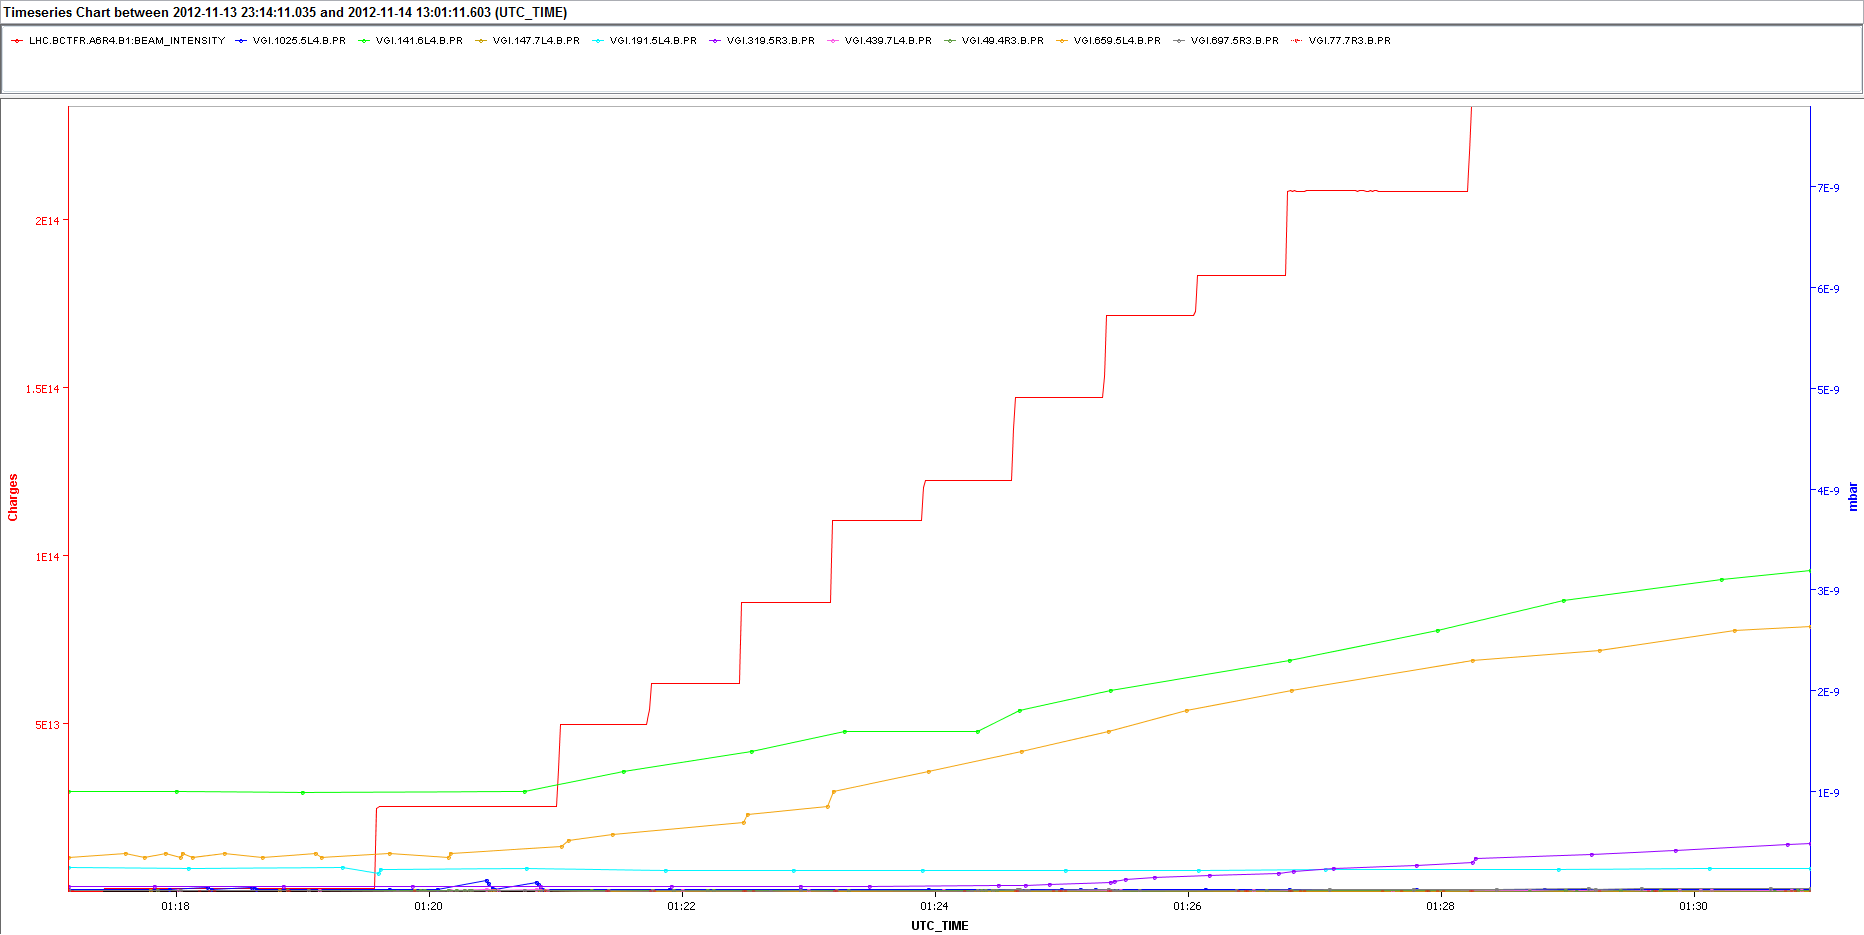 Timeseries Chart between 2012-11-13 23:14:11.035 and 2012-11-14 13:01:11.603 (UTC_TIME)
LHC.BCTFR.A6R4.B1:BEAM_INTENSITY VGI.1025.5L4.B.PR VGI.141.6L4.B.PR VGI.147.7L4.B.PR VGI.191.5L4.B.PR VGI.319.5R3.B.PR VGI.439.7L4.B.PR VGI.49.4R3.B.PR VGI.659.5L4.B.PR VGI.697.5R3.B.PR VGI.77.7R3.B.PR
Charges
2E14
1.5E14
1E14
5E13
7E-9
6E-9
5E-9
4E-9
3E-9
2E-9
1E-9
mbar
01:18 01:20 01:22 01:24 01:26 01:28 01:30
UTC_TIME